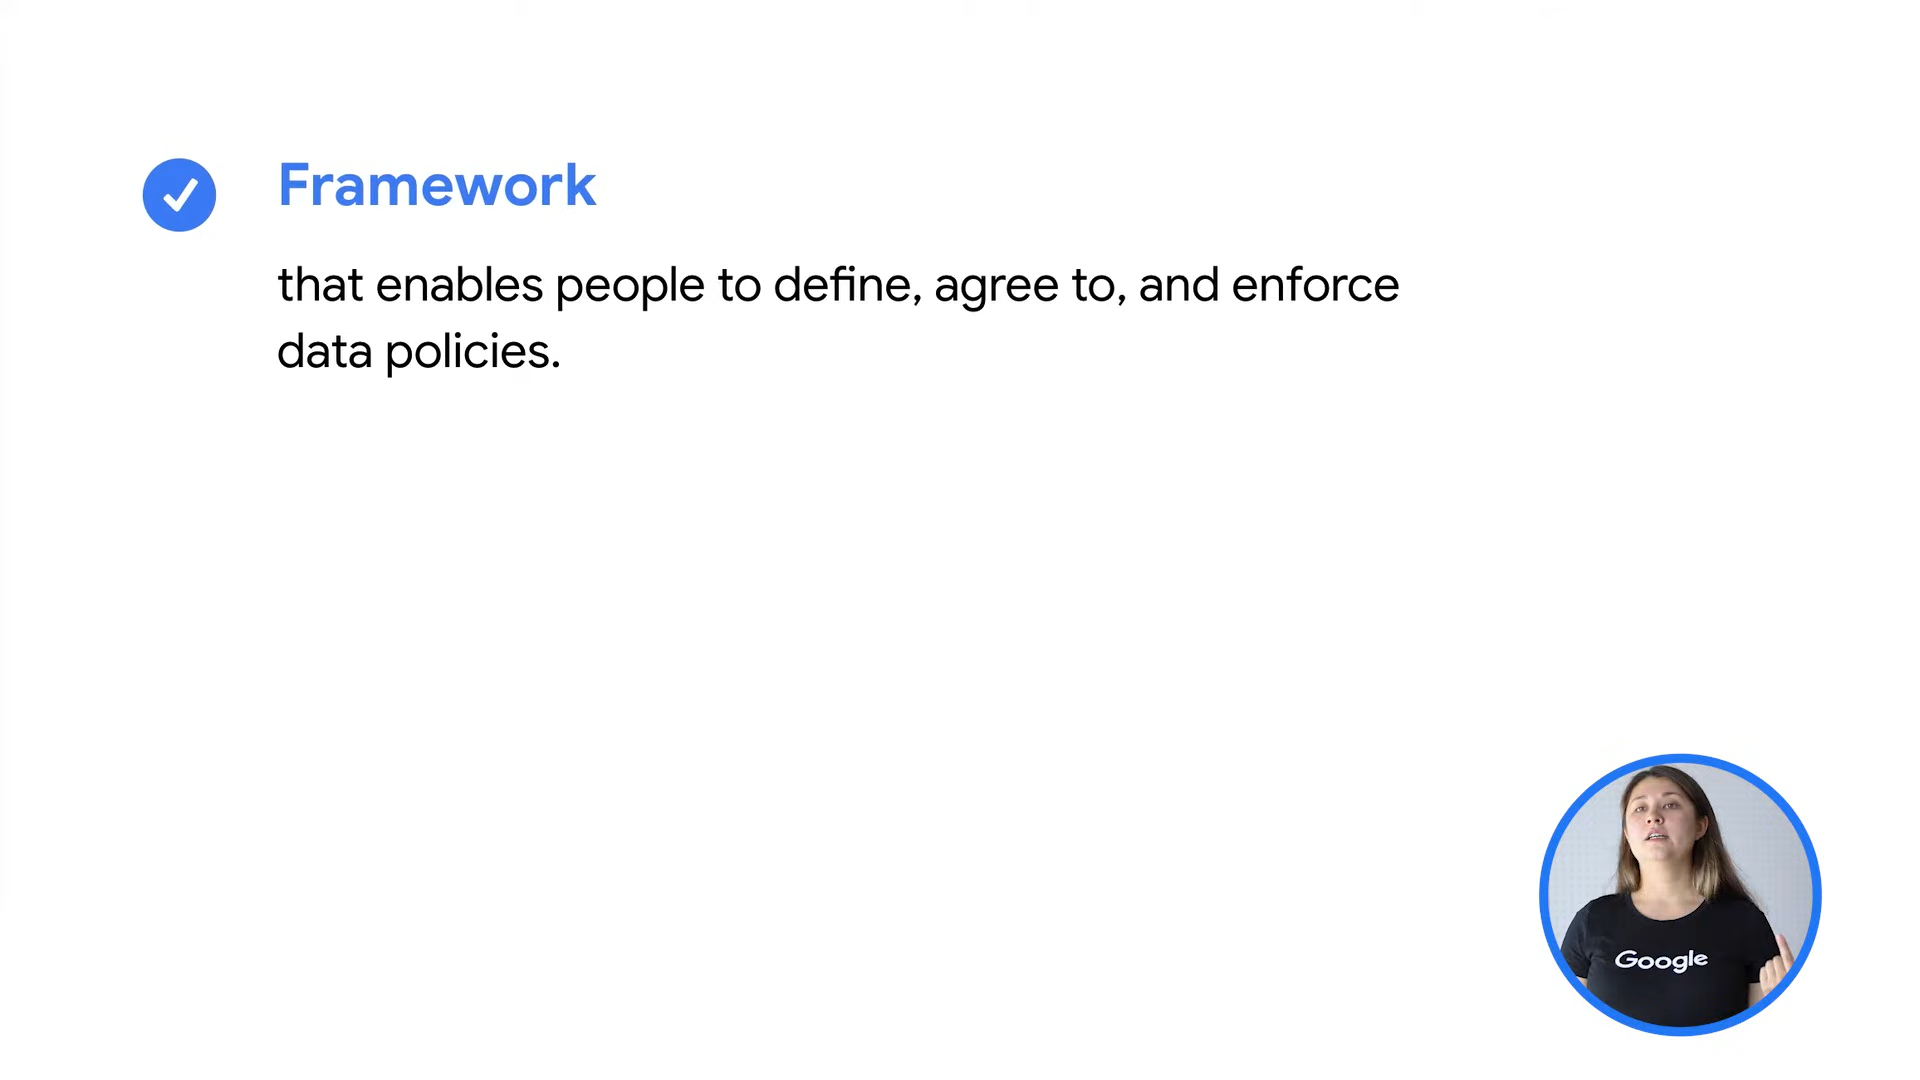 Framework
that enables people to define, agree to, and enforce
data policies.
Google